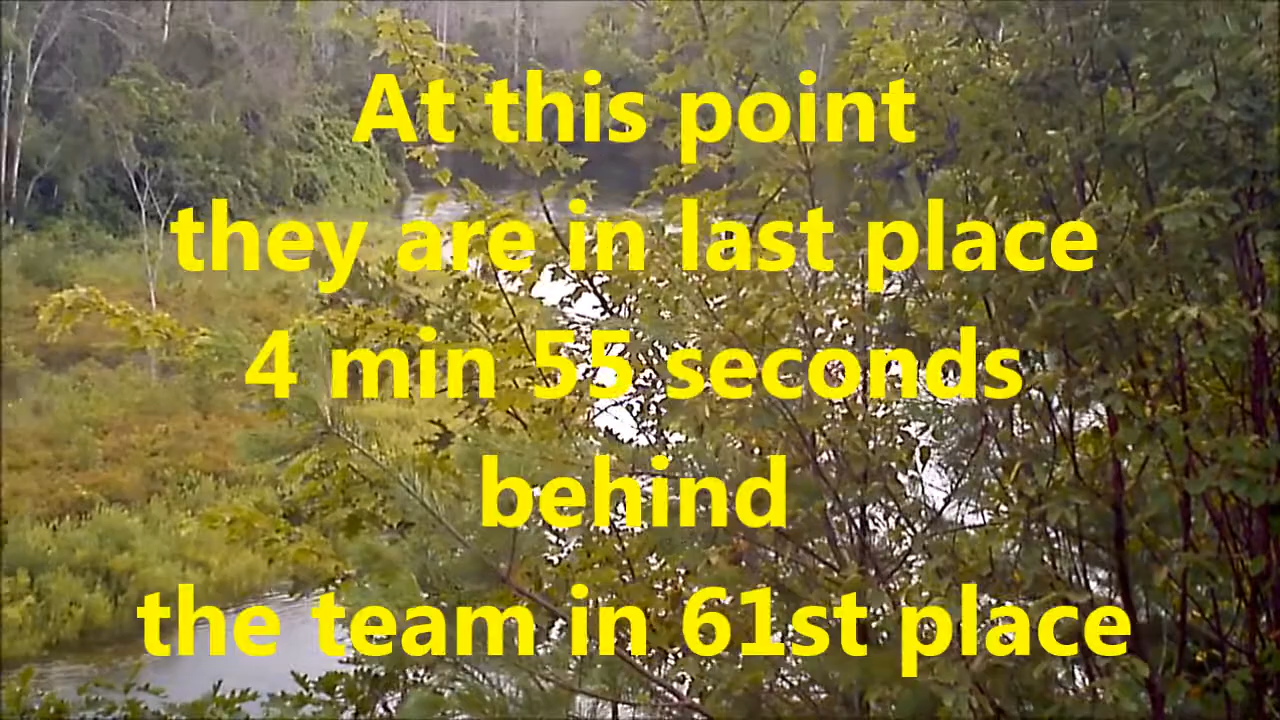 At this point
they are in last place
4 min 55 seconds
behind
the team in 61st place